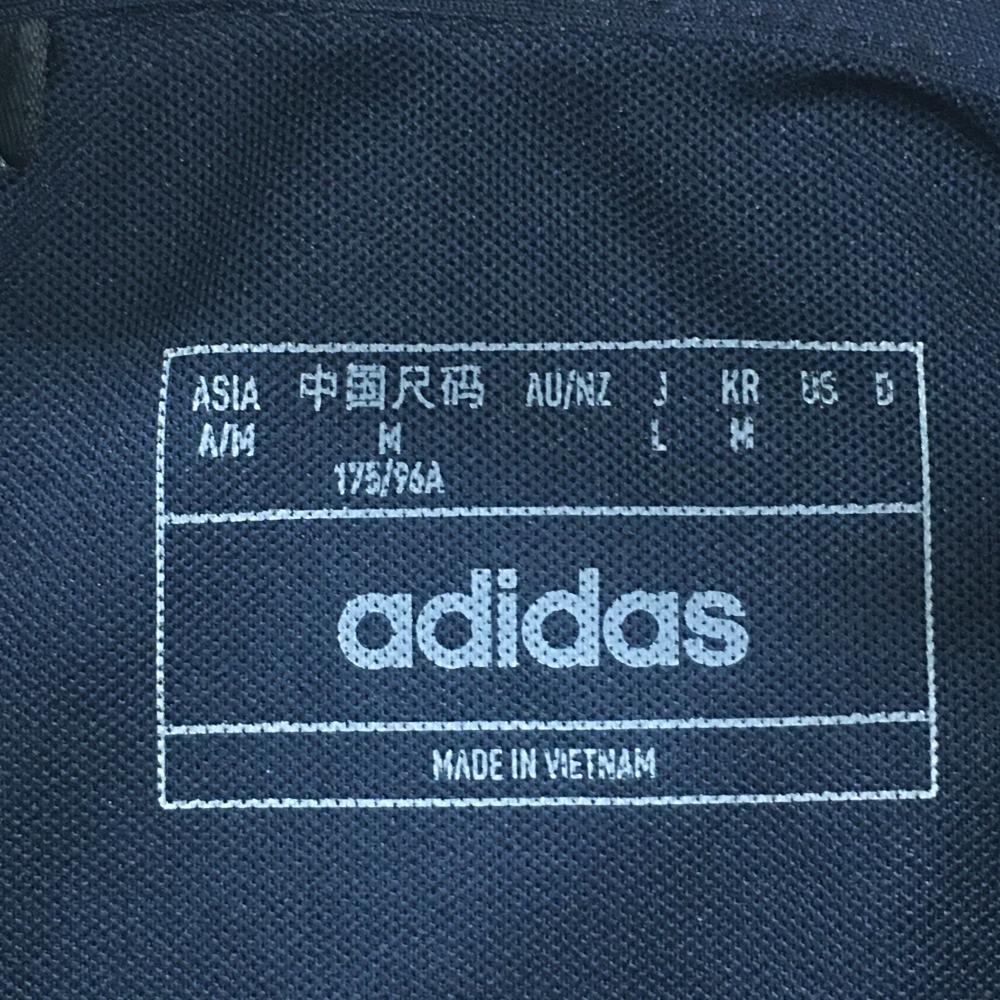 ASIA 中国尺码 AU/NZ J KR US D
A/M M L M
175/96A
adidas
MADE IN VIETNAM